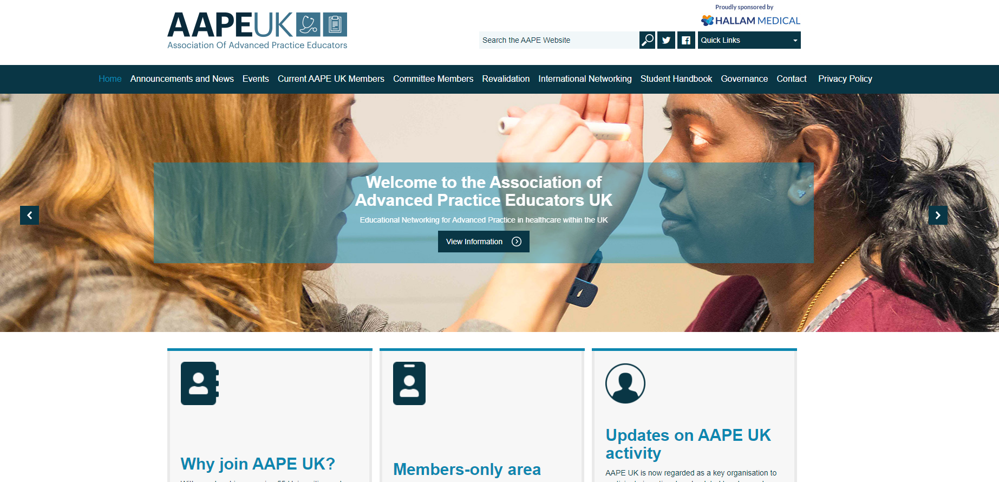 Proudly sponsored by
HALLAM MEDICAL
AAPEUK
Association Of Advanced Practice Educators
Search the AAPE Website
Quick Links
Home Announcements and News Events Current AAPE UK Members Committee Members Revalidation International Networking Student Handbook Governance Contact Privacy Policy
Welcome to the Association of
Advanced Practice Educators UK
Educational Networking for Advanced Practice in healthcare within the UK
View Information
Why join AAPE UK?
Members-only area
Updates on AAPE UK
activity
AAPE UK is now regarded as a key organisation to